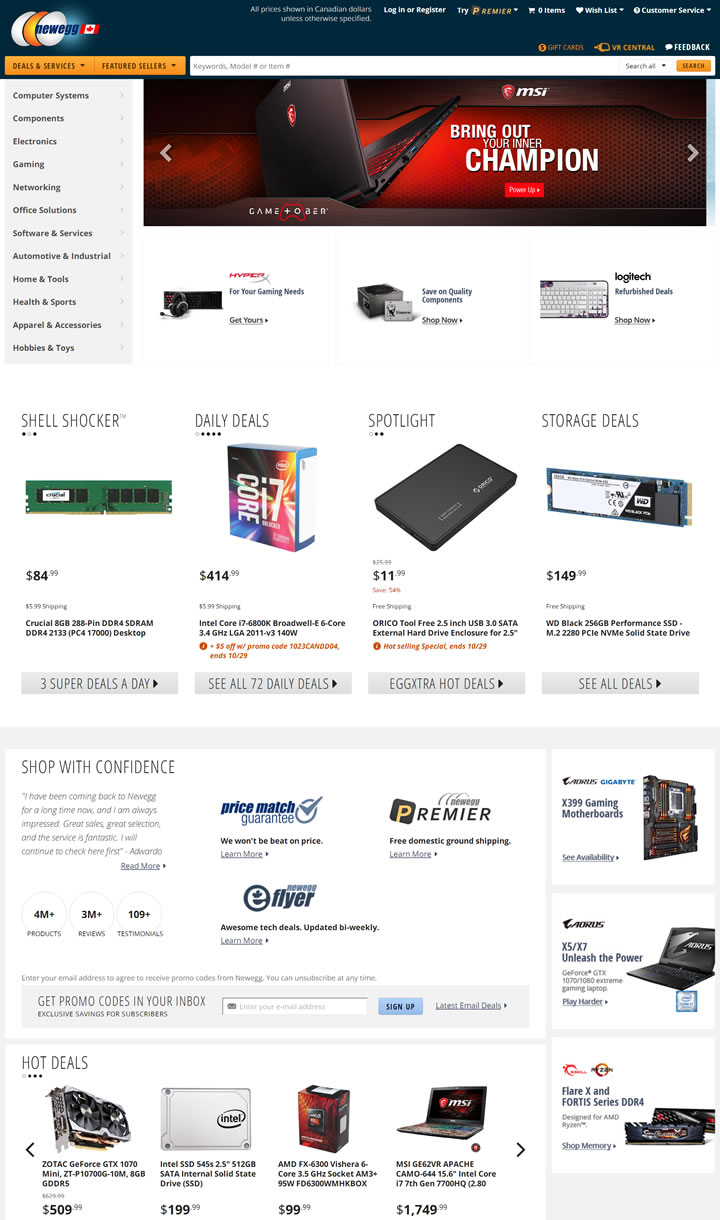 All prices shown in Canadian dollars
unless otherwise specified.
Log in or Register
Try PREMIER
0 Items
Wish List
Customer Service
newegg
GIFT CARDS
VR CENTRAL
FEEDBACK
DEALS & SERVICES
FEATURED SELLERS
Keywords, Model # or Item #
Search all
SEARCH
Computer Systems
Components
Electronics
Gaming
Networking
Office Solutions
Software & Services
Automotive & Industrial
Home & Tools
Health & Sports
Apparel & Accessories
Hobbies & Toys
msi
BRING OUT
YOUR INNER
CHAMPION
Power Up
GAMETOBER
HYPERX
For Your Gaming Needs
Get Yours
Save on Quality
Components
Shop Now
logitech
Refurbished Deals
Shop Now
SHELL SHOCKER™
crucial
$84.99
$5.99 Shipping
Crucial 8GB 288-Pin DDR4 SDRAM
DDR4 2133 (PC4 17000) Desktop
3 SUPER DEALS A DAY
DAILY DEALS
intel
CORE i7
UNLOCKED
$414.99
$5.99 Shipping
Intel Core i7-6800K Broadwell-E 6-Core
3.4 GHz LGA 2011-v3 140W
+ $5 off w/ promo code 1023CANDD04,
ends 10/29
SEE ALL 72 DAILY DEALS
SPOTLIGHT
ORICO
$25.99
$11.99
Save: 54%
Free Shipping
ORICO Tool Free 2.5 inch USB 3.0 SATA
External Hard Drive Enclosure for 2.5"
Hot selling Special, ends 10/29
EGGXTRA HOT DEALS
STORAGE DEALS
WD
WD BLACK PCIe
$149.99
Free Shipping
WD Black 256GB Performance SSD -
M.2 2280 PCIe NVMe Solid State Drive
SEE ALL DEALS
SHOP WITH CONFIDENCE
"I have been coming back to Newegg
for a long time now, and I am always
impressed. Great sales, great selection,
and the service is fantastic. I will
continue to check here first" - Adwardo
Read More
4M+
PRODUCTS
3M+
REVIEWS
109+
TESTIMONIALS
price match
guarantee
We won't be beat on price.
Learn More
newegg
PREMIER
Free domestic ground shipping.
Learn More
newegg
eflyer
Awesome tech deals. Updated bi-weekly.
Learn More
Enter your email address to agree to receive promo codes from Newegg. You can unsubscribe at any time.
GET PROMO CODES IN YOUR INBOX
EXCLUSIVE SAVINGS FOR SUBSCRIBERS
Enter your e-mail address
SIGN UP
Latest Email Deals
AORUS GIGABYTE
X399 Gaming
Motherboards
See Availability
AORUS
X5/X7
Unleash the Power
GeForce® GTX
1070/1080 extreme
gaming laptop.
Play Harder
G.SKILL RYZEN
Flare X and
FORTIS Series DDR4
Designed for AMD
Ryzen™.
Shop Memory
HOT DEALS
ZOTAC GeForce GTX 1070
Mini, ZT-P10700G-10M, 8GB
GDDR5
$629.99
$509.99
intel
Intel SSD 545s 2.5" 512GB
SATA Internal Solid State
Drive (SSD)
$199.99
AMD FX-6300 Vishera 6-
Core 3.5 GHz Socket AM3+
95W FD6300WMHKBOX
$99.99
msi
MSI GE62VR APACHE
CAMO-644 15.6" Intel Core
i7 7th Gen 7700HQ (2.80
$1,749.99